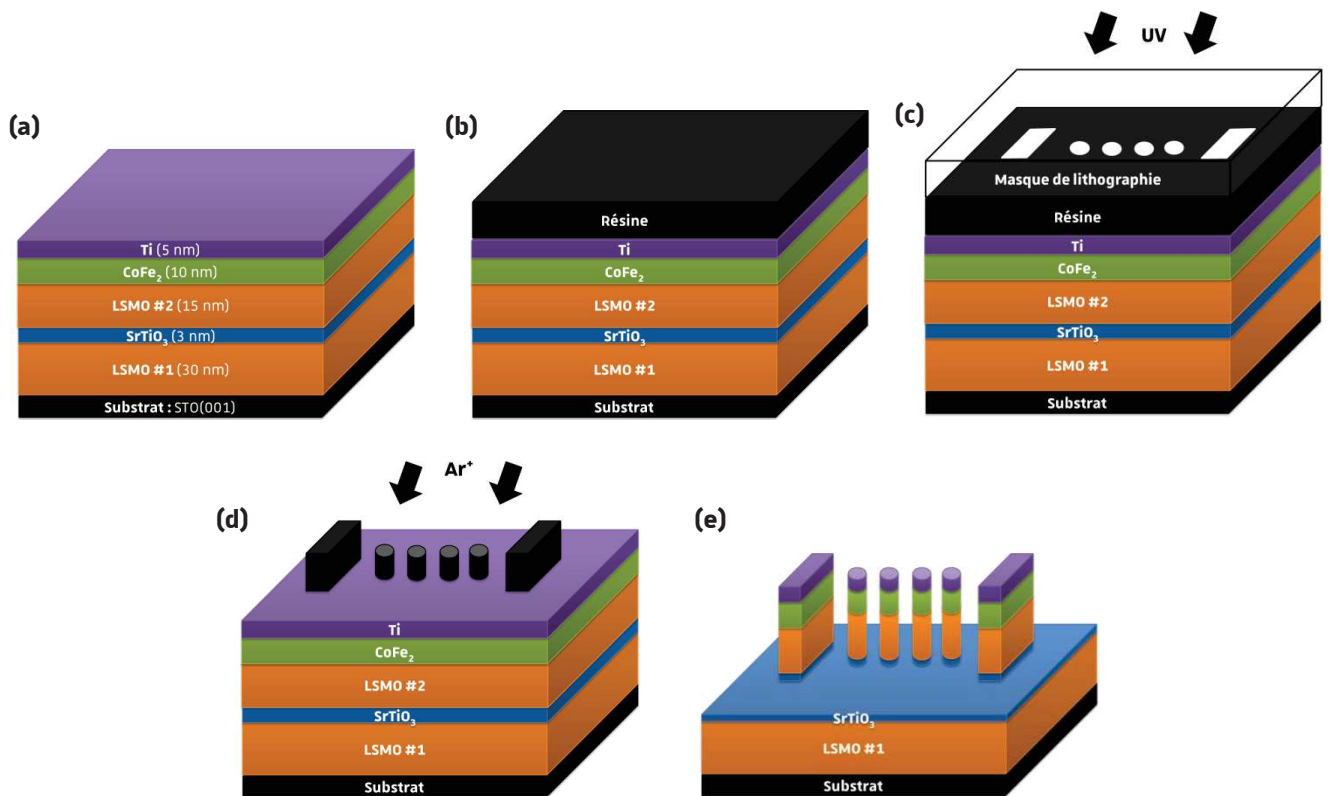 (a)
Ti (5 nm)
CoFe₂ (10 nm)
LSMO #2 (15 nm)
SrTiO₃ (3 nm)
LSMO #1 (30 nm)
Substrat : STO(001)
(b)
Résine
Ti
CoFe₂
LSMO #2
SrTiO₃
LSMO #1
Substrat
UV
(c)
Masque de lithographie
Résine
Ti
CoFe₂
LSMO #2
SrTiO₃
LSMO #1
Substrat
Ar⁺
(d)
Ti
CoFe₂
LSMO #2
SrTiO₃
LSMO #1
Substrat
(e)
SrTiO₃
LSMO #1
Substrat